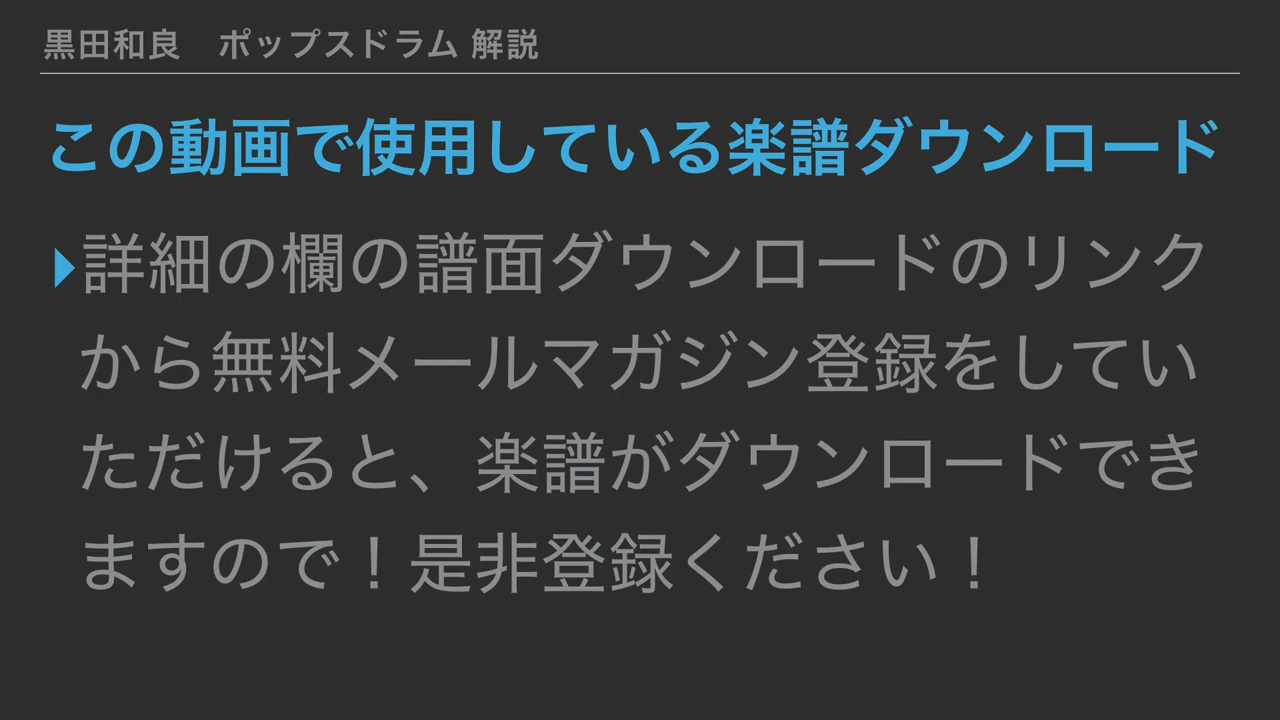 黒田和良　ポップスドラム 解説
この動画で使用している楽譜ダウンロード
▸詳細の欄の譜面ダウンロードのリンク
から無料メールマガジン登録をしてい
ただけると、楽譜がダウンロードでき
ますので！是非登録ください！